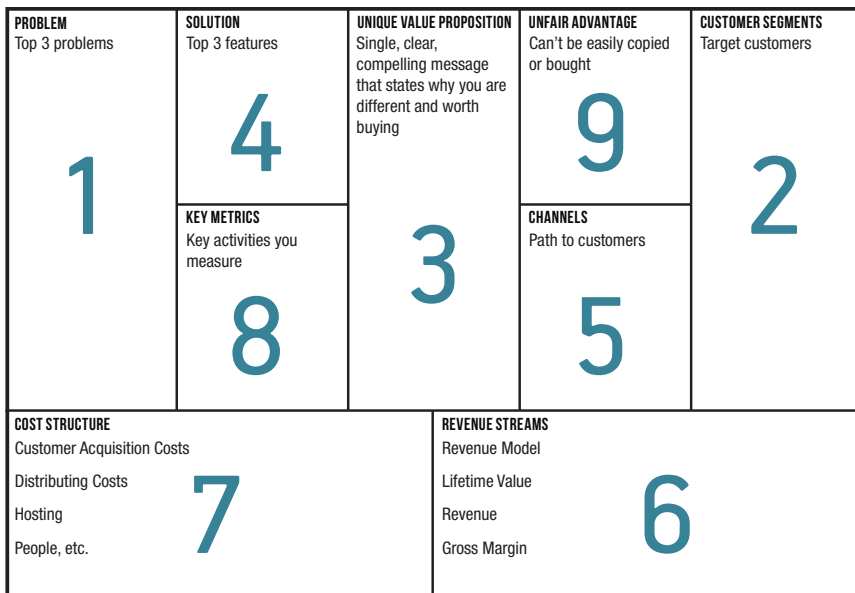 PROBLEM
Top 3 problems
1
SOLUTION
Top 3 features
4
KEY METRICS
Key activities you
measure
8
UNIQUE VALUE PROPOSITION
Single, clear,
compelling message
that states why you are
different and worth
buying
3
UNFAIR ADVANTAGE
Can’t be easily copied
or bought
9
CHANNELS
Path to customers
5
CUSTOMER SEGMENTS
Target customers
2
COST STRUCTURE
Customer Acquisition Costs
Distributing Costs
Hosting
People, etc.
7
REVENUE STREAMS
Revenue Model
Lifetime Value
Revenue
Gross Margin
6